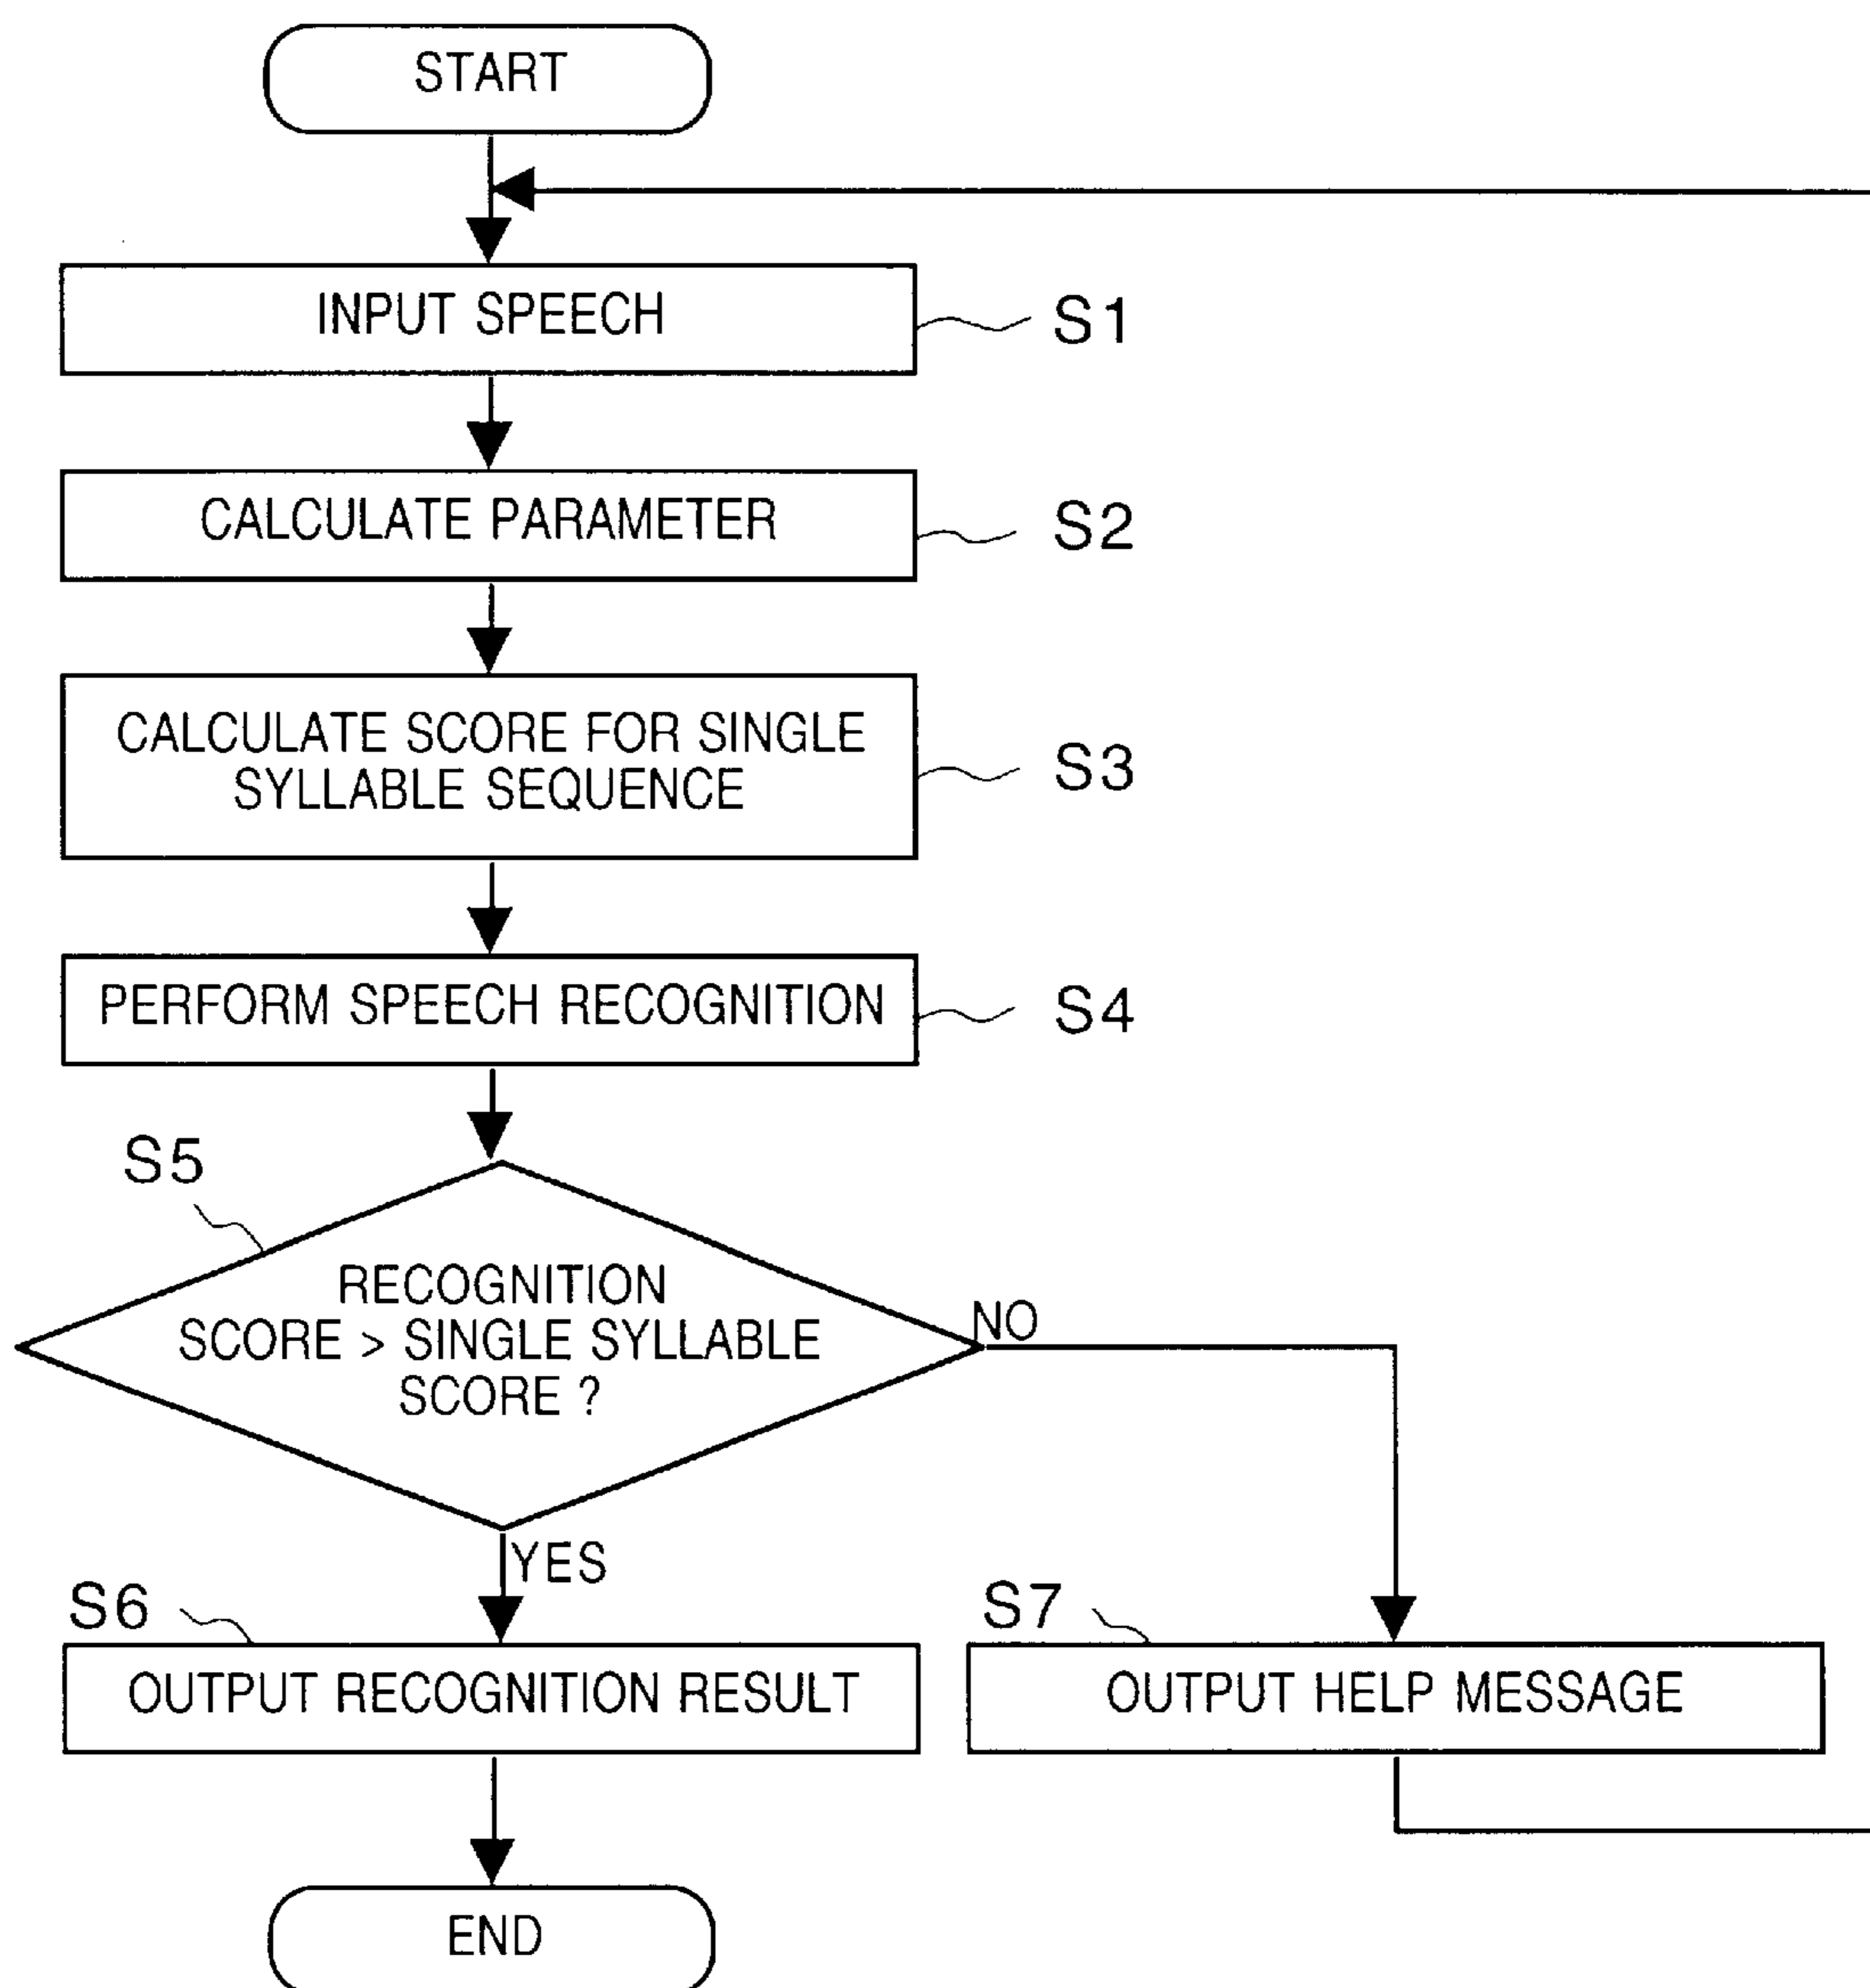 START
INPUT SPEECH
S1
CALCULATE PARAMETER
S2
CALCULATE SCORE FOR SINGLE
SYLLABLE SEQUENCE
S3
PERFORM SPEECH RECOGNITION
S4
S5
RECOGNITION
SCORE > SINGLE SYLLABLE
SCORE ?
NO
YES
S6
OUTPUT RECOGNITION RESULT
S7
OUTPUT HELP MESSAGE
END